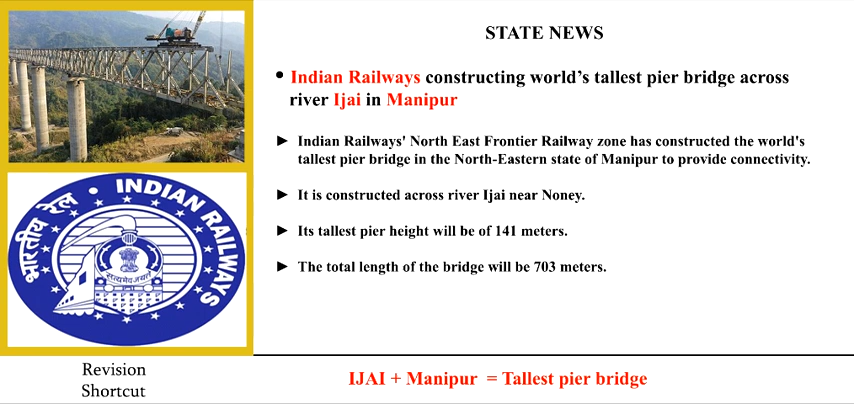 STATE NEWS
• Indian Railways constructing world's tallest pier bridge across
river Ijai in Manipur
► Indian Railways' North East Frontier Railway zone has constructed the world's
tallest pier bridge in the North-Eastern state of Manipur to provide connectivity.
► It is constructed across river Ijai near Noney.
► Its tallest pier height will be of 141 meters.
► The total length of the bridge will be 703 meters.
भारतीय रेल • INDIAN RAILWAYS
सत्यमेव जयते
Revision
Shortcut
IJAI + Manipur = Tallest pier bridge